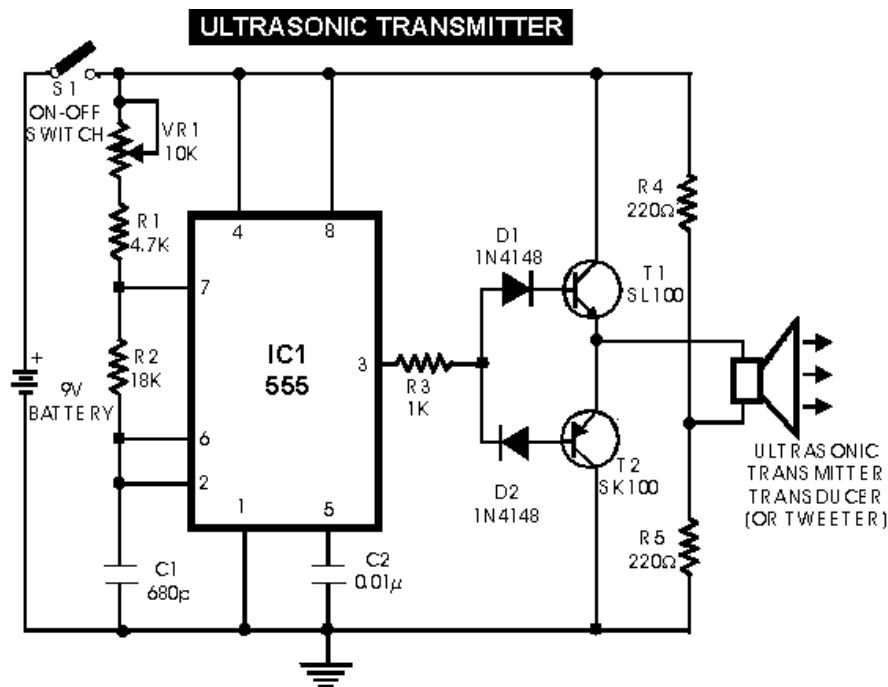 ULTRASONIC TRANSMITTER
S1
ON-OFF
SWITCH
VR1
10K
R1
4.7K
R2
18K
+
9V
BATTERY
C1
680p
4
8
7
6
2
1
5
3
IC1
555
C2
0.01μ
R3
1K
D1
1N4148
D2
1N4148
T1
SL100
T2
SK100
R4
220Ω
R5
220Ω
ULTRASONIC
TRANSMITTER
TRANSDUCER
(OR TWEETER)